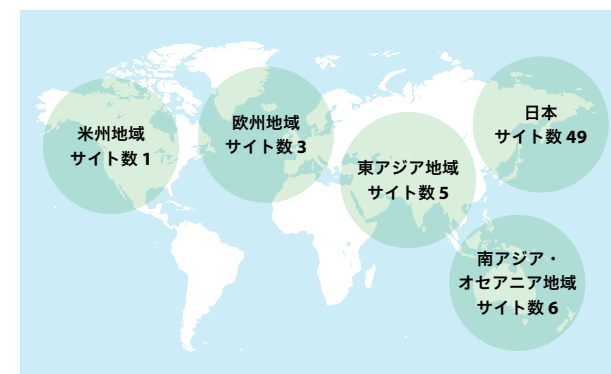 米州地域
サイト数 1
欧州地域
サイト数 3
東アジア地域
サイト数 5
日本
サイト数 49
南アジア・
オセアニア地域
サイト数 6